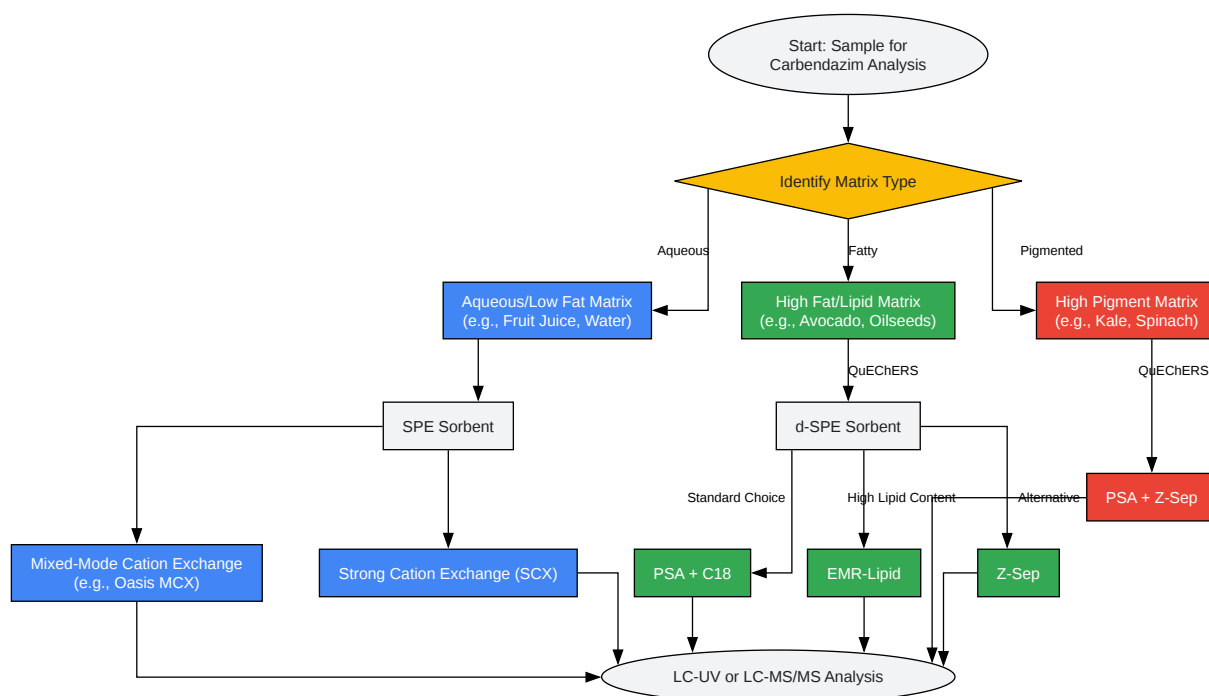 Start: Sample for
Carbendazim Analysis
Identify Matrix Type
Aqueous
Fatty
Pigmented
Aqueous/Low Fat Matrix
(e.g., Fruit Juice, Water)
High Fat/Lipid Matrix
(e.g., Avocado, Oilseeds)
High Pigment Matrix
(e.g., Kale, Spinach)
QuEChERS
QuEChERS
SPE Sorbent
d-SPE Sorbent
Standard Choice
High Lipid Content
Alternative
PSA + Z-Sep
Mixed-Mode Cation Exchange
(e.g., Oasis MCX)
Strong Cation Exchange (SCX)
PSA + C18
EMR-Lipid
Z-Sep
LC-UV or LC-MS/MS Analysis